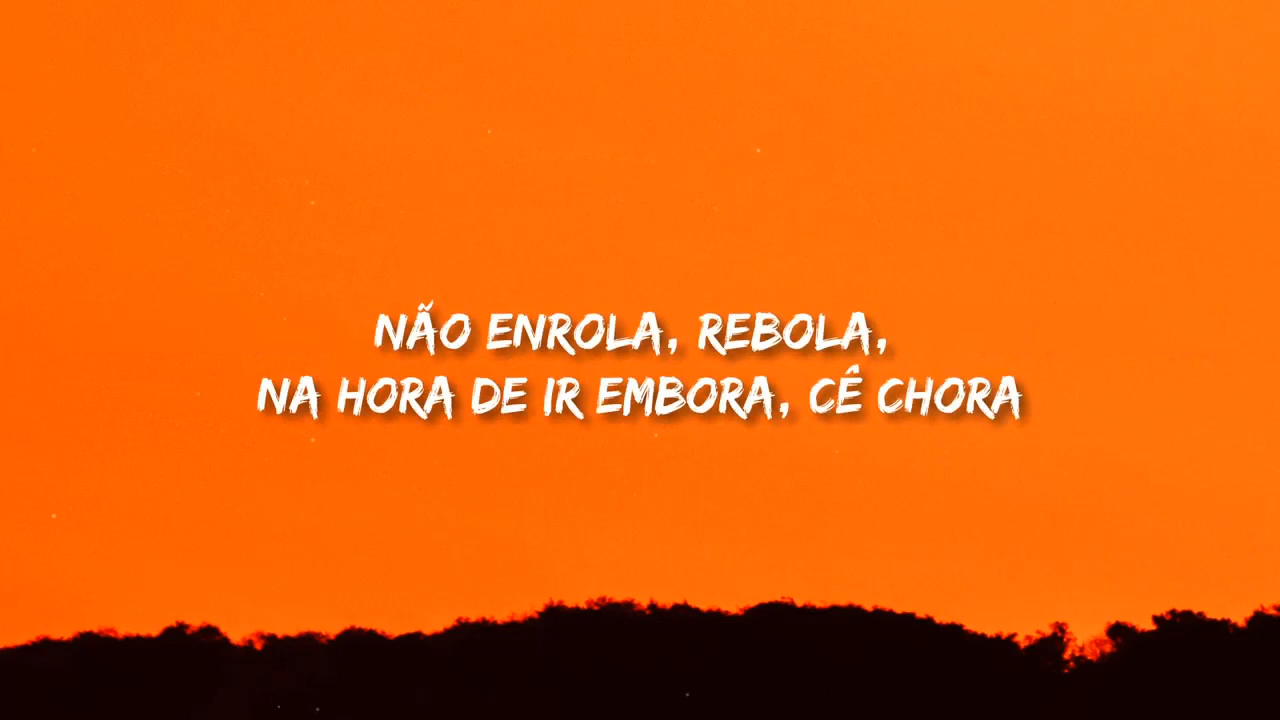 NÃO ENROLA, REBOLA,
NA HORA DE IR EMBORA, CÊ CHORA